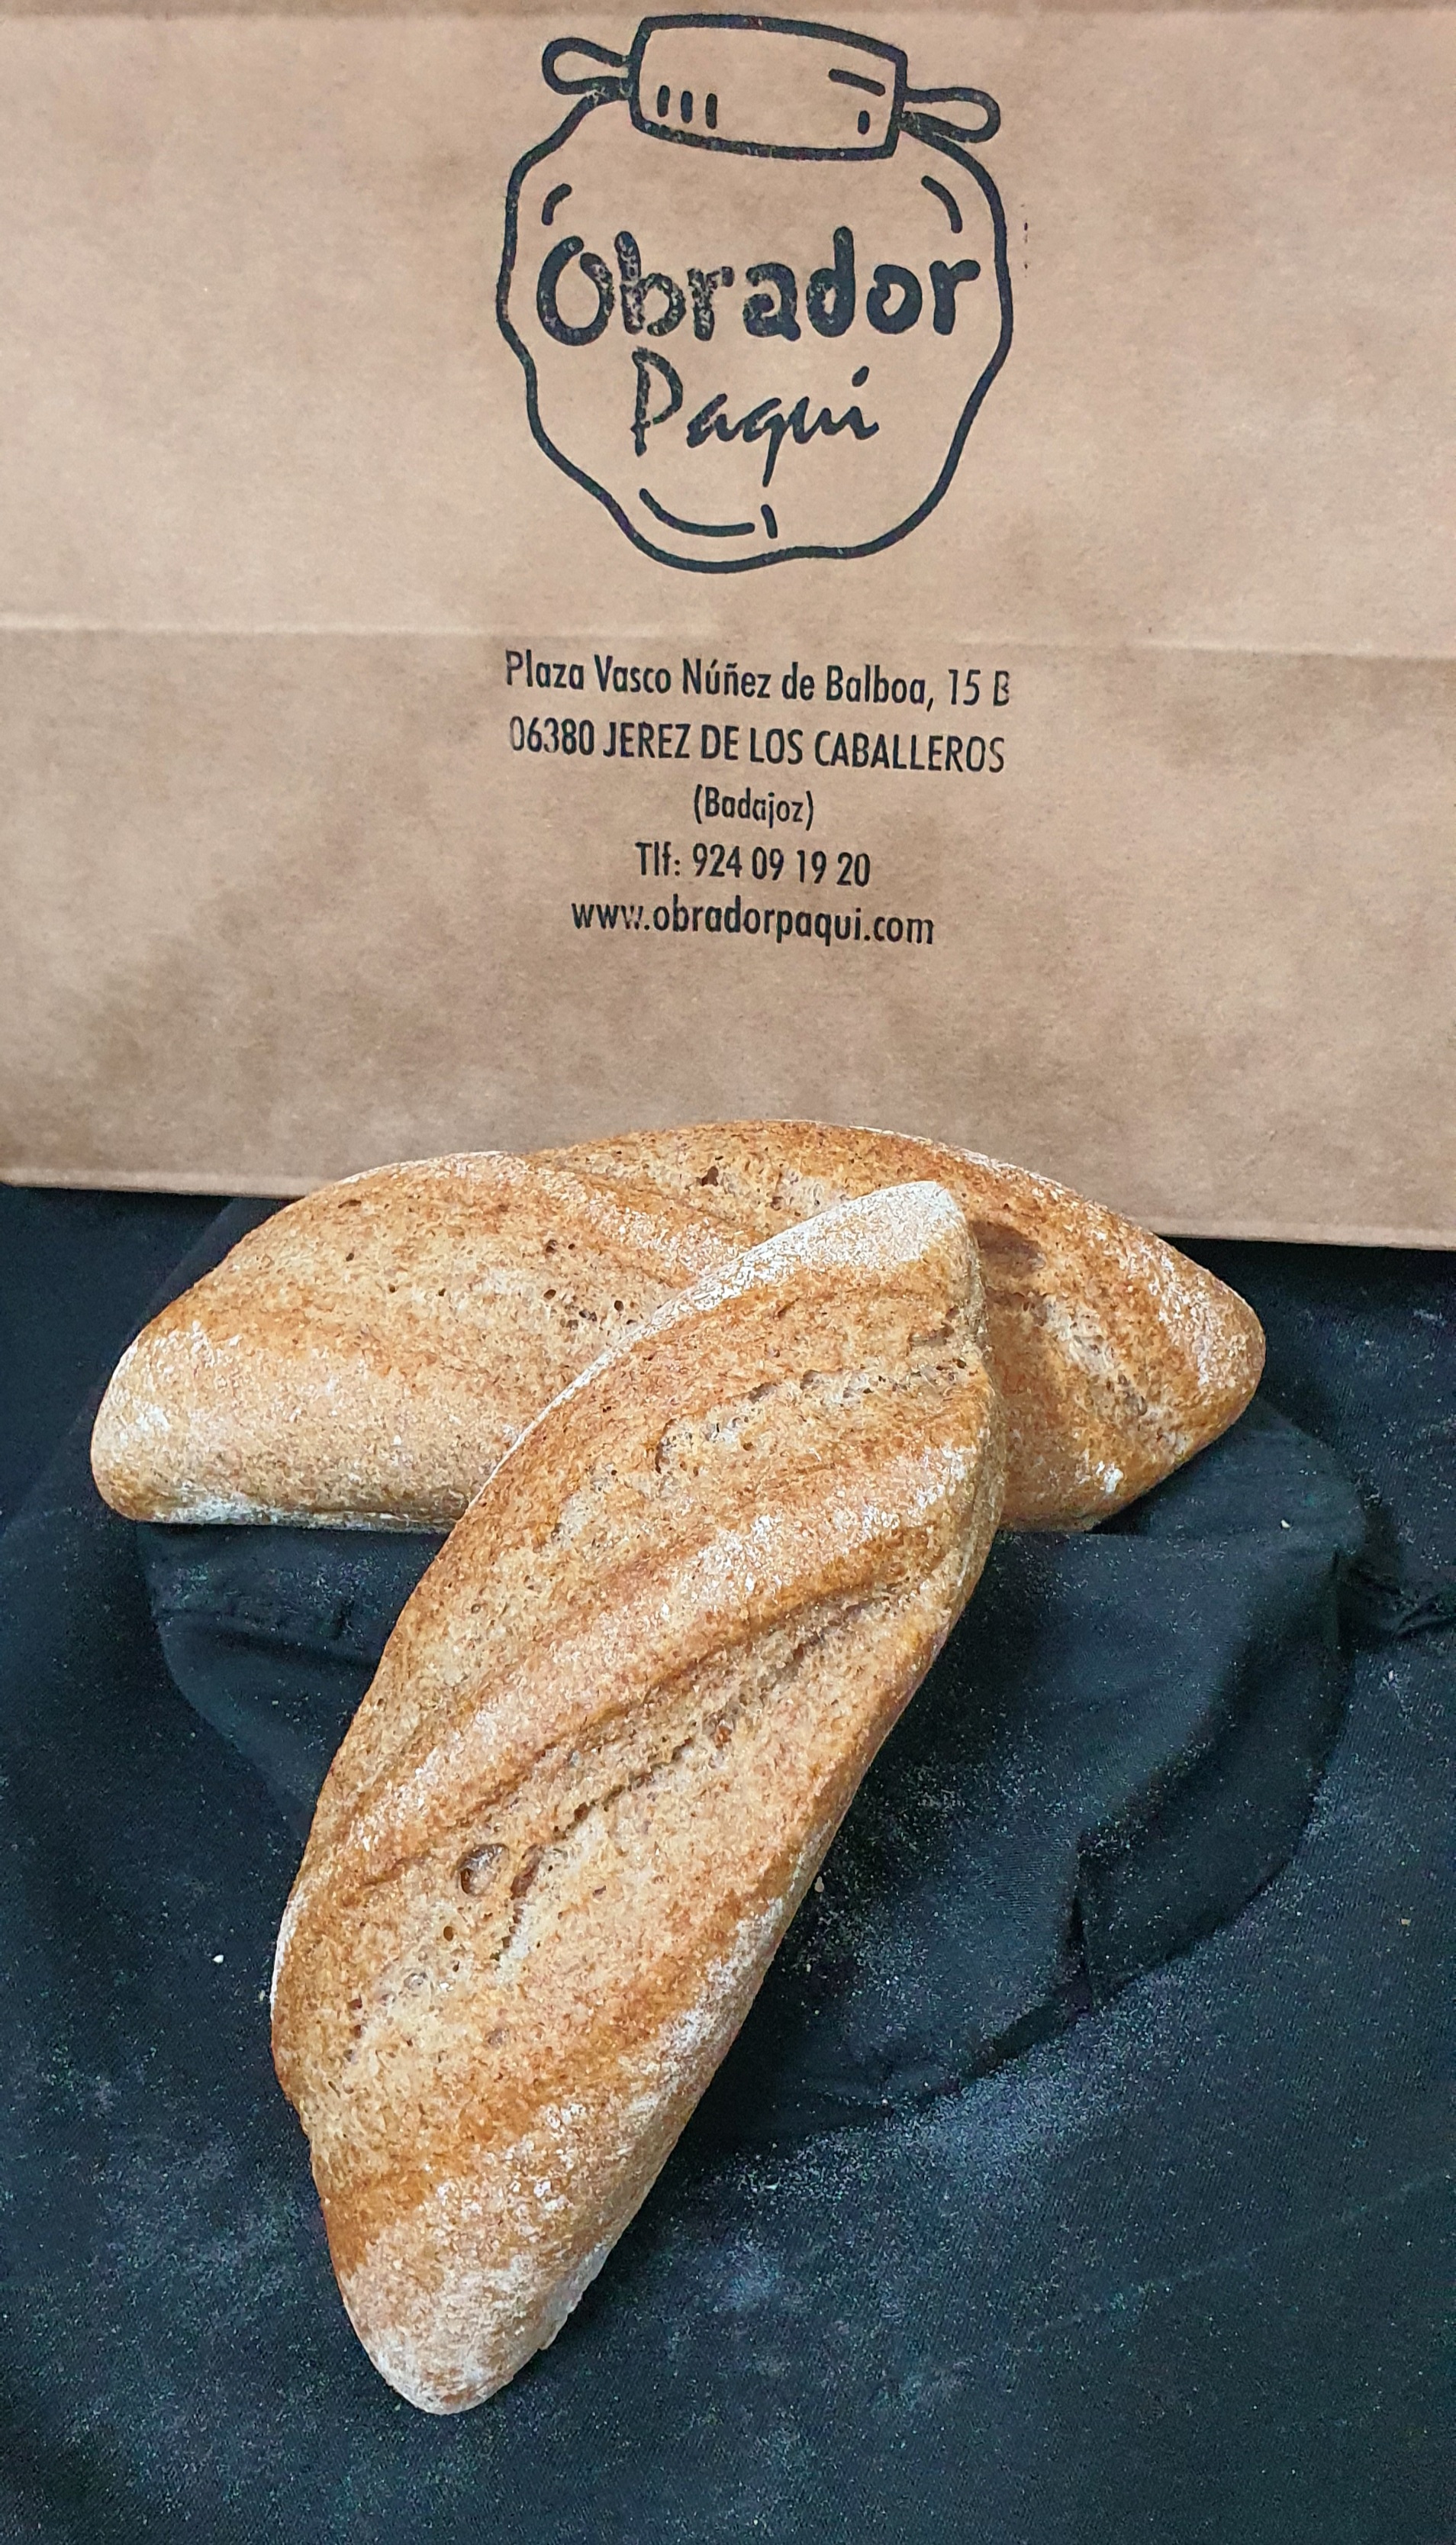 Obrador
Paqui
Plaza Vasco Núñez de Balboa, 15 B
06380 JEREZ DE LOS CABALLEROS
(Badajoz)
Tlf: 924 09 19 20
www.obradorpaqui.com